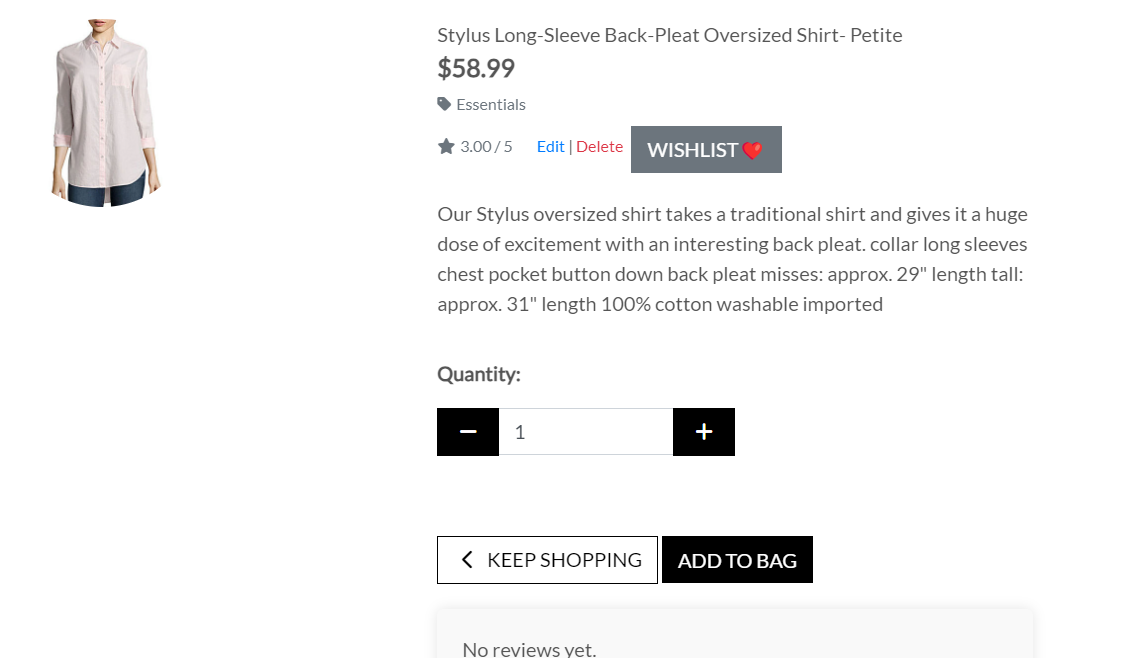 Stylus Long-Sleeve Back-Pleat Oversized Shirt- Petite
$58.99
Essentials
3.00 / 5 Edit | Delete WISHLIST
Our Stylus oversized shirt takes a traditional shirt and gives it a huge
dose of excitement with an interesting back pleat. collar long sleeves
chest pocket button down back pleat misses: approx. 29" length tall:
approx. 31" length 100% cotton washable imported
Quantity:
1
KEEP SHOPPING ADD TO BAG
No reviews yet.